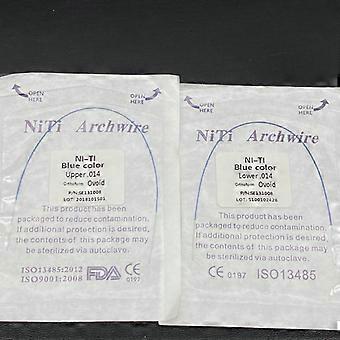 OPEN HERE
OPEN HERE
NiTi Archwire
NI-TI
Blue color
Upper .014
Orthoform Ovoid
LOT: 2018101501
This product has been
packaged to reduce contamination.
If additional protection is desired,
the contents of this package
may be sterilized via autoclave.
ISO13485:2012
ISO9001:2008
FDA CE 0197
OPEN HERE
OPEN HERE
NiTi Archwire
NI-TI
Blue color
Lower .014
Orthoform Ovoid
This product has been
packaged to reduce contamination.
If additional protection is desired,
the contents of this package
may be sterilized via autoclave.
CE 0197 ISO13485